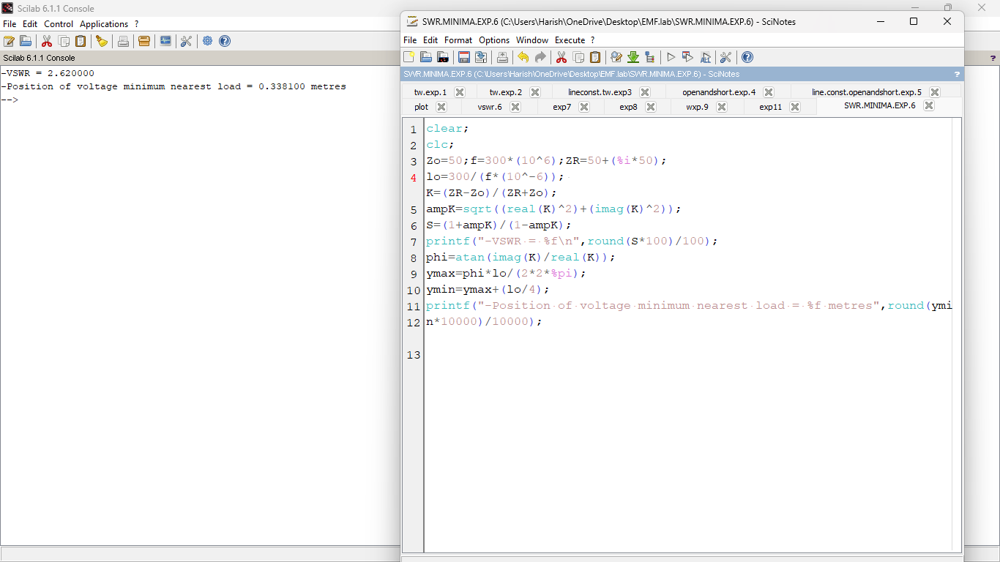 Scilab 6.1.1 Console
File Edit Control Applications ?
Scilab 6.1.1 Console
?
-VSWR = 2.620000
-Position of voltage minimum nearest load = 0.338100 metres
-->
SWR.MINIMA.EXP.6 (C:\Users\Harish\OneDrive\Desktop\EMF.lab\SWR.MINIMA.EXP.6) - SciNotes
File Edit Format Options Window Execute ?
SWR.MINIMA.EXP.6 (C:\Users\Harish\OneDrive\Desktop\EMF.lab\SWR.MINIMA.EXP.6) - SciNotes ?
tw.exp.1 tw.exp.2 lineconst.tw.exp3 openandshort.exp.4 line.const.openandshort.exp.5
plot vswr.6 exp7 exp8 wxp.9 exp11 SWR.MINIMA.EXP.6
1 clear;
2 clc;
3 Zo=50;f=300*(10^6);ZR=50+(%i*50);
4 lo=300/(f*(10^-6));
K=(ZR-Zo)/(ZR+Zo);
5 ampK=sqrt((real(K)^2)+(imag(K)^2));
6 S=(1+ampK)/(1-ampK);
7 printf("-VSWR = %f\n",round(S*100)/100);
8 phi=atan(imag(K)/real(K));
9 ymax=phi*lo/(2*2*%pi);
10 ymin=ymax+(lo/4);
11 printf("-Position of voltage minimum nearest load = %f metres",round(ymi
12 n*10000)/10000);
13